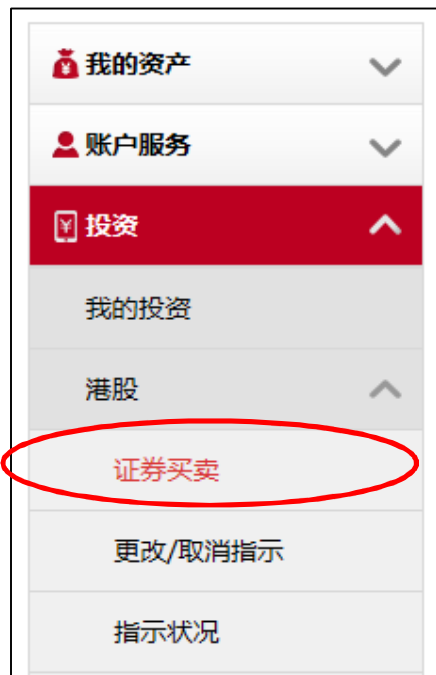 我的资产
账户服务
投资
我的投资
港股
证券买卖
更改/取消指示
指示状况